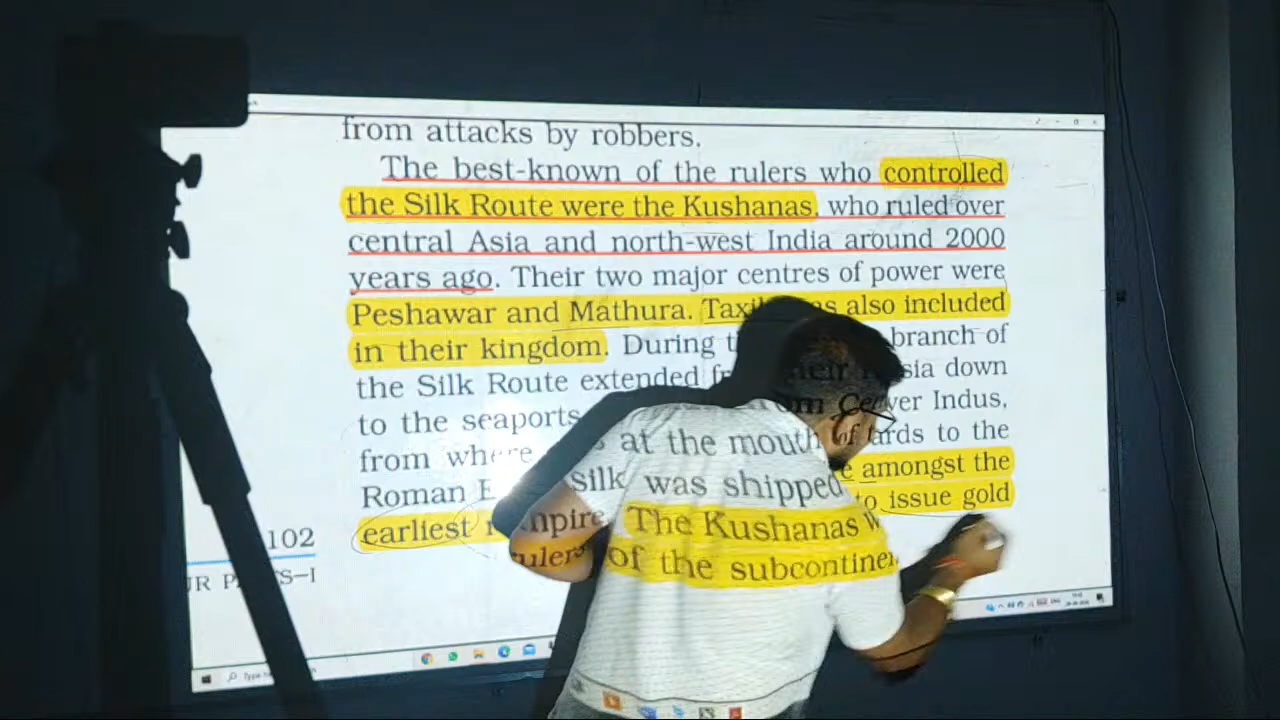 from attacks by robbers.
The best-known of the rulers who controlled
the Silk Route were the Kushanas, who ruled over
central Asia and north-west India around 2000
years ago. Their two major centres of power were
Peshawar and Mathura. also included
in their kingdom. During branch of
the Silk Route extended down
to the seaports at the mouth of Indus,
from where silk was shipped to the
Roman The Kushanas amongst the
earliest of the to issue gold
102